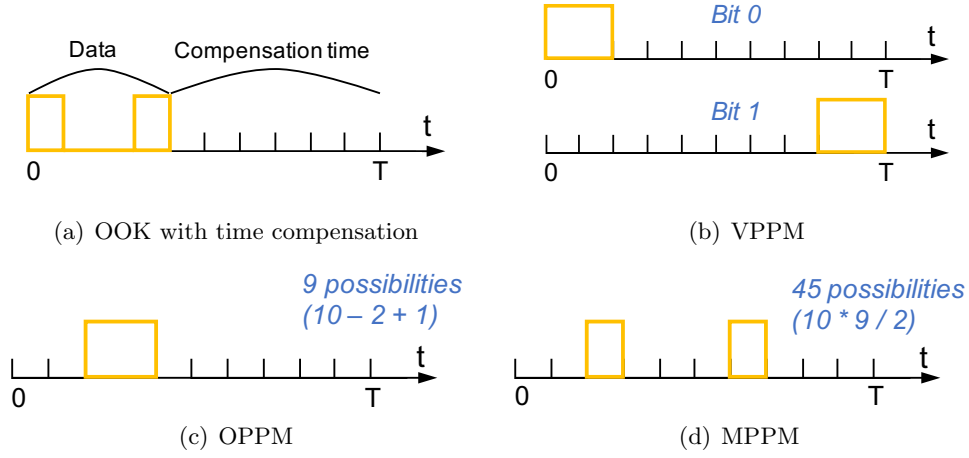 Data
Compensation time
t
0
T
(a) OOK with time compensation
Bit 0
t
0
T
Bit 1
t
0
T
(b) VPPM
9 possibilities
(10 – 2 + 1)
t
0
T
(c) OPPM
45 possibilities
(10 * 9 / 2)
t
0
T
(d) MPPM